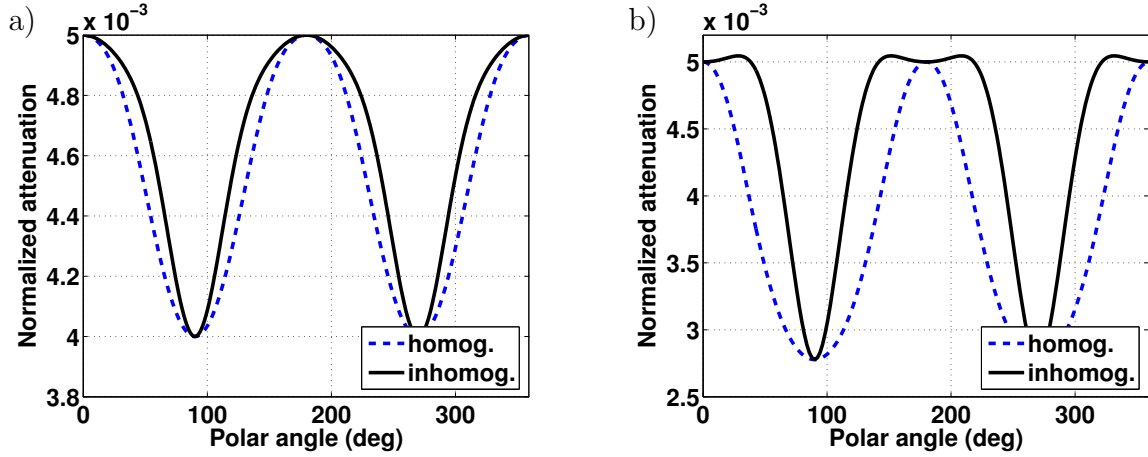 a)
x 10⁻³
Normalized attenuation
5
4.8
4.6
4.4
4.2
4
3.8
0
100
200
300
Polar angle (deg)
homog.
inhomog.
b)
x 10⁻³
Normalized attenuation
5
4.5
4
3.5
3
2.5
0
100
200
300
Polar angle (deg)
homog.
inhomog.